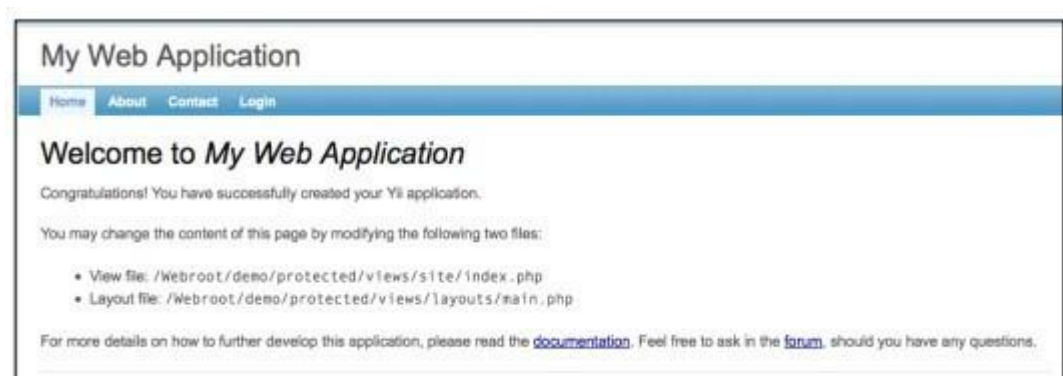 My Web Application
Home About Contact Login
Welcome to My Web Application
Congratulations! You have successfully created your Yii application.
You may change the content of this page by modifying the following two files:
• View file: /Webroot/demo/protected/views/site/index.php
• Layout file: /Webroot/demo/protected/views/layouts/main.php
For more details on how to further develop this application, please read the documentation. Feel free to ask in the forum, should you have any questions.